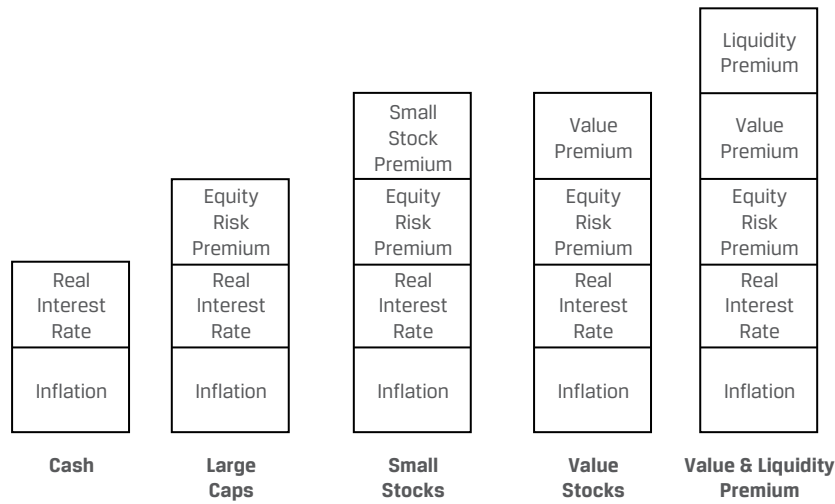 Liquidity
Premium
Small
Stock
Premium
Value
Premium
Value
Premium
Equity
Risk
Premium
Equity
Risk
Premium
Equity
Risk
Premium
Equity
Risk
Premium
Real
Interest
Rate
Real
Interest
Rate
Real
Interest
Rate
Real
Interest
Rate
Real
Interest
Rate
Inflation
Inflation
Inflation
Inflation
Inflation
Cash
Large
Caps
Small
Stocks
Value
Stocks
Value & Liquidity
Premium